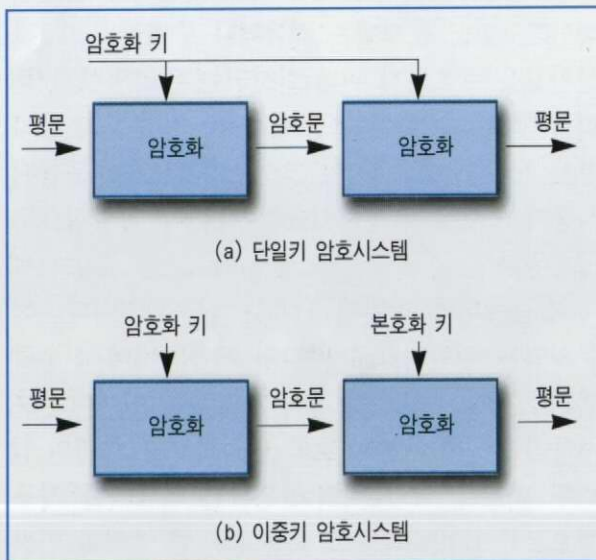 암호화 키
평문 암호화 암호문 암호화 평문
(a) 단일키 암호시스템
암호화 키 본호화 키
평문 암호화 암호문 암호화 평문
(b) 이중키 암호시스템